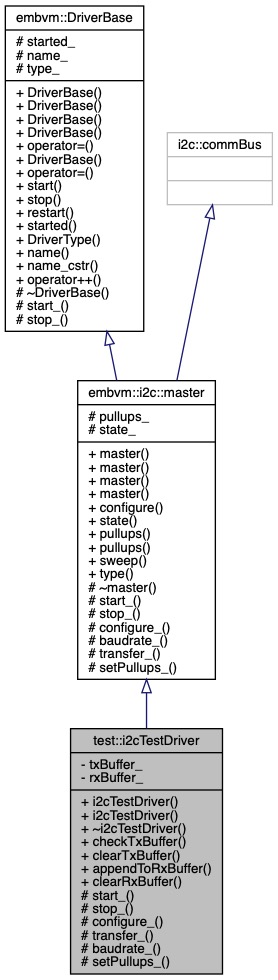 embvm::DriverBase
# started_
# name_
# type_
+ DriverBase()
+ DriverBase()
+ DriverBase()
+ DriverBase()
+ operator=()
+ DriverBase()
+ operator=()
+ start()
+ stop()
+ restart()
+ started()
+ DriverType()
+ name()
+ name_cstr()
+ operator++()
# ~DriverBase()
# start_()
# stop_()
i2c::commBus
embvm::i2c::master
# pullups_
# state_
+ master()
+ master()
+ master()
+ master()
+ configure()
+ state()
+ pullups()
+ pullups()
+ sweep()
+ type()
# ~master()
# start_()
# stop_()
# configure_()
# baudrate_()
# transfer_()
# setPullups_()
test::i2cTestDriver
- txBuffer_
- rxBuffer_
+ i2cTestDriver()
+ i2cTestDriver()
+ ~i2cTestDriver()
+ checkTxBuffer()
+ clearTxBuffer()
+ appendToRxBuffer()
+ clearRxBuffer()
# start_()
# stop_()
# configure_()
# transfer_()
# baudrate_()
# setPullups_()